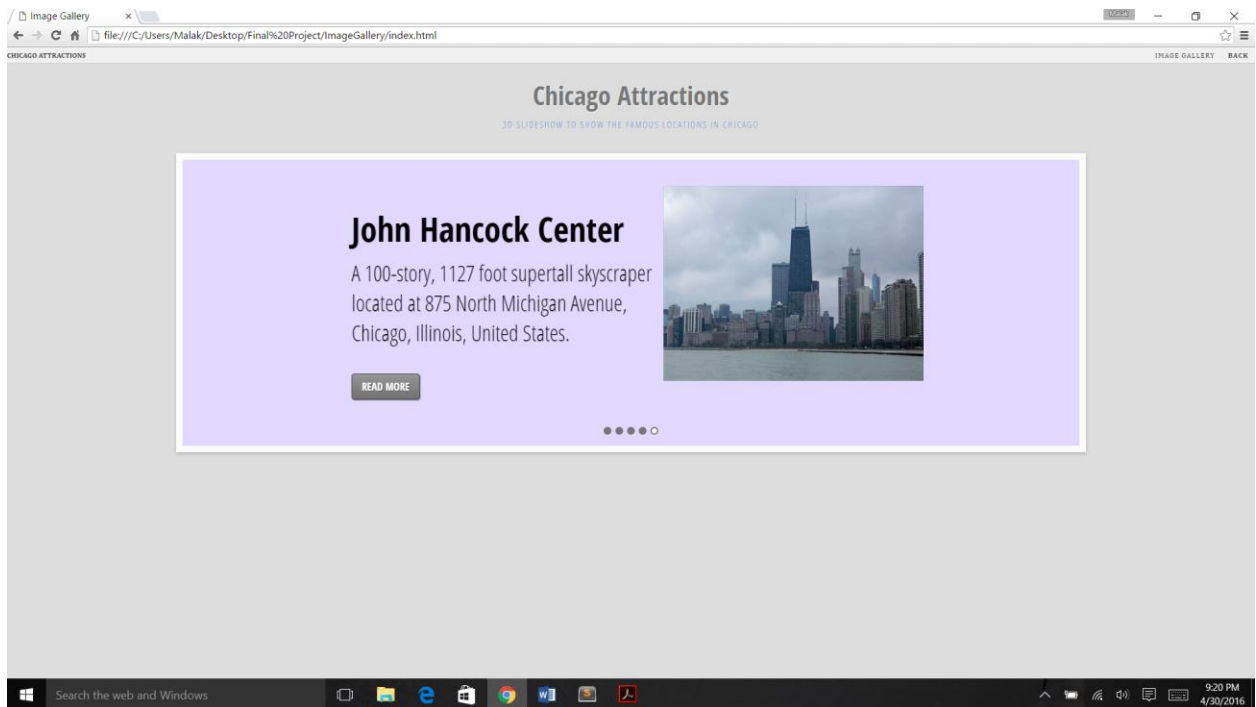 Image Gallery
Malak
file:///C:/Users/Malak/Desktop/Final%20Project/ImageGallery/index.html
CHICAGO ATTRACTIONS
IMAGE GALLERY BACK
Chicago Attractions
3D SLIDESHOW TO SHOW THE FAMOUS LOCATIONS IN CHICAGO
John Hancock Center
A 100-story, 1127 foot supertall skyscraper
located at 875 North Michigan Avenue,
Chicago, Illinois, United States.
READ MORE
Search the web and Windows
9:20 PM
4/30/2016